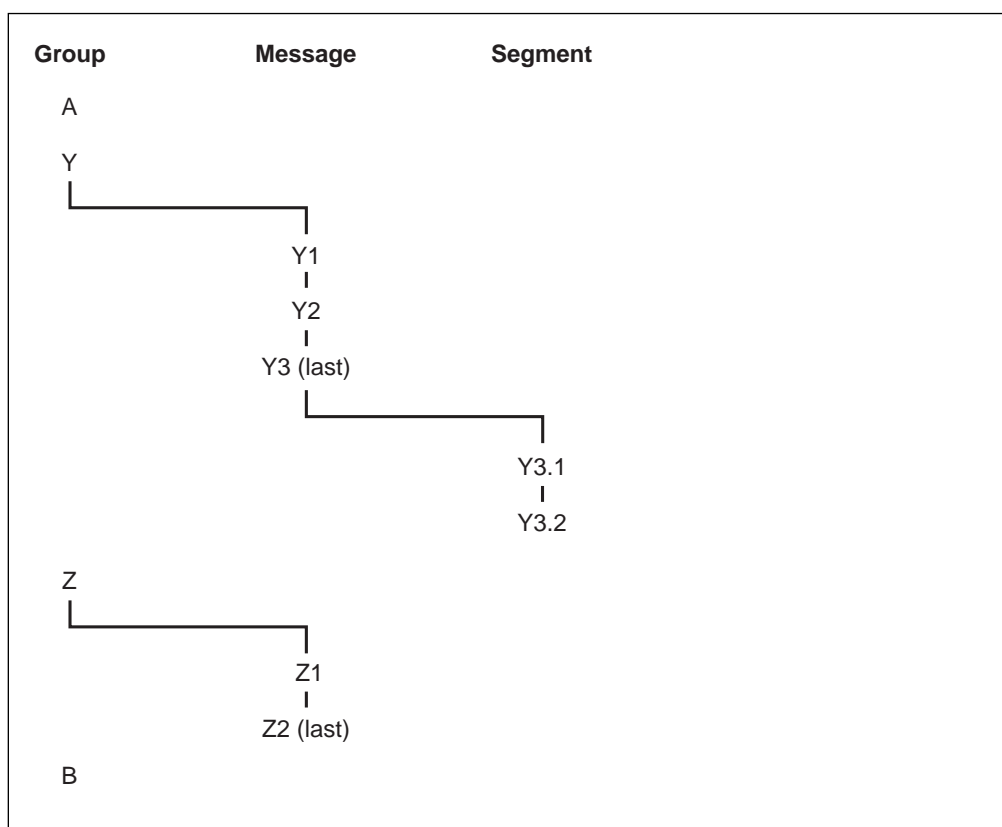 Group Message Segment
A
Y
Y1
Y2
Y3 (last)
Y3.1
Y3.2
Z
Z1
Z2 (last)
B